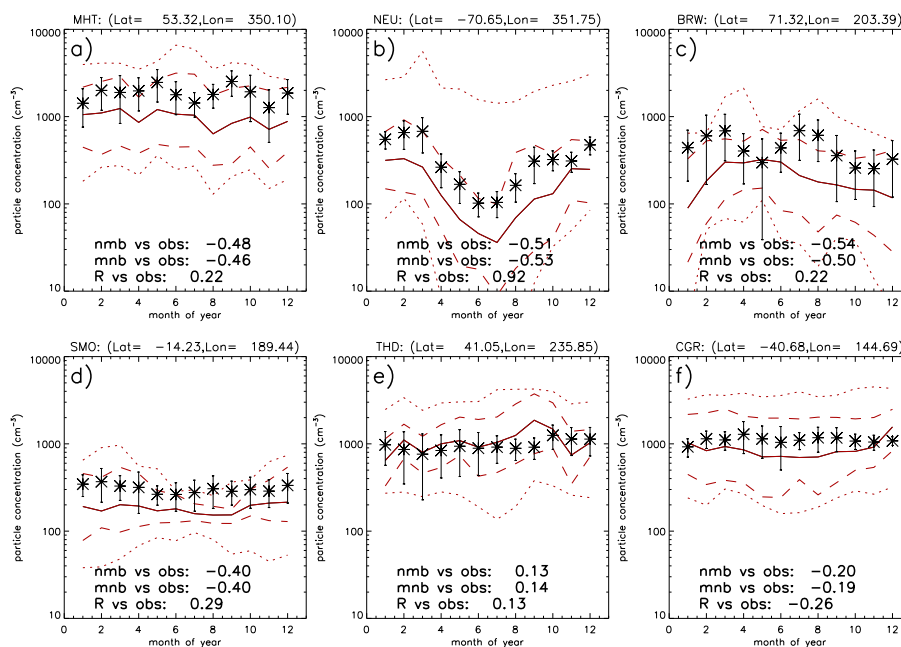 MHT: (Lat= 53.32,Lon= 350.10)
a)
particle concentration (cm⁻³)
10000
1000
100
10
nmb vs obs: −0.48
mnb vs obs: −0.46
R vs obs: 0.22
0 2 4 6 8 10 12
month of year
NEU: (Lat= −70.65,Lon= 351.75)
b)
particle concentration (cm⁻³)
10000
1000
100
10
nmb vs obs: −0.51
mnb vs obs: −0.53
R vs obs: 0.92
0 2 4 6 8 10 12
month of year
BRW: (Lat= 71.32,Lon= 203.39)
c)
particle concentration (cm⁻³)
10000
1000
100
10
nmb vs obs: −0.54
mnb vs obs: −0.50
R vs obs: 0.22
0 2 4 6 8 10 12
month of year
SMO: (Lat= −14.23,Lon= 189.44)
d)
particle concentration (cm⁻³)
10000
1000
100
10
nmb vs obs: −0.40
mnb vs obs: −0.40
R vs obs: 0.29
0 2 4 6 8 10 12
month of year
THD: (Lat= 41.05,Lon= 235.85)
e)
particle concentration (cm⁻³)
10000
1000
100
10
nmb vs obs: 0.13
mnb vs obs: 0.14
R vs obs: 0.13
0 2 4 6 8 10 12
month of year
CGR: (Lat= −40.68,Lon= 144.69)
f)
particle concentration (cm⁻³)
10000
1000
100
10
nmb vs obs: −0.20
mnb vs obs: −0.19
R vs obs: −0.26
0 2 4 6 8 10 12
month of year